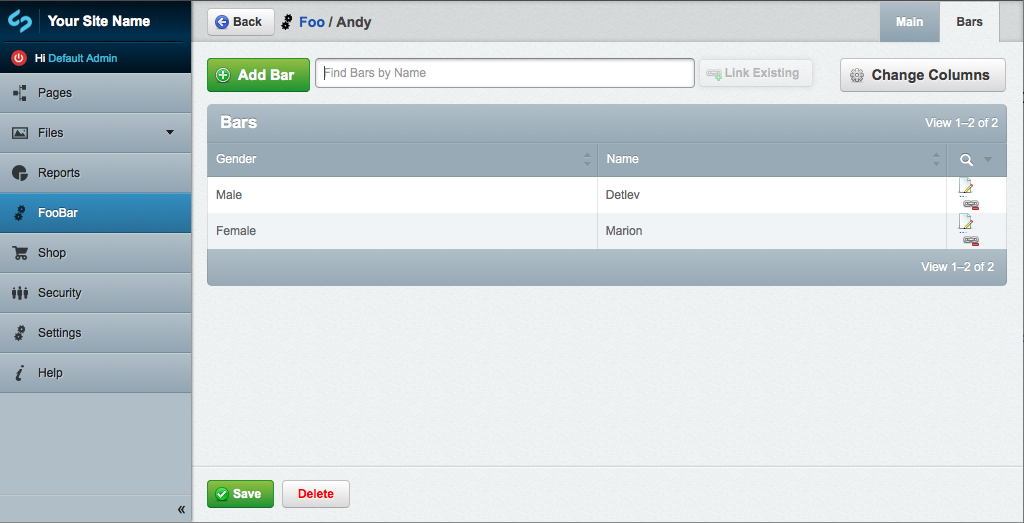 Your Site Name
Hi Default Admin
Pages
Files
Reports
FooBar
Shop
Security
Settings
Help
«
Back
Foo / Andy
Main
Bars
Add Bar
Find Bars by Name
Link Existing
Change Columns
Bars
View 1–2 of 2
Gender
Name
Male
Detlev
Female
Marion
View 1–2 of 2
Save
Delete